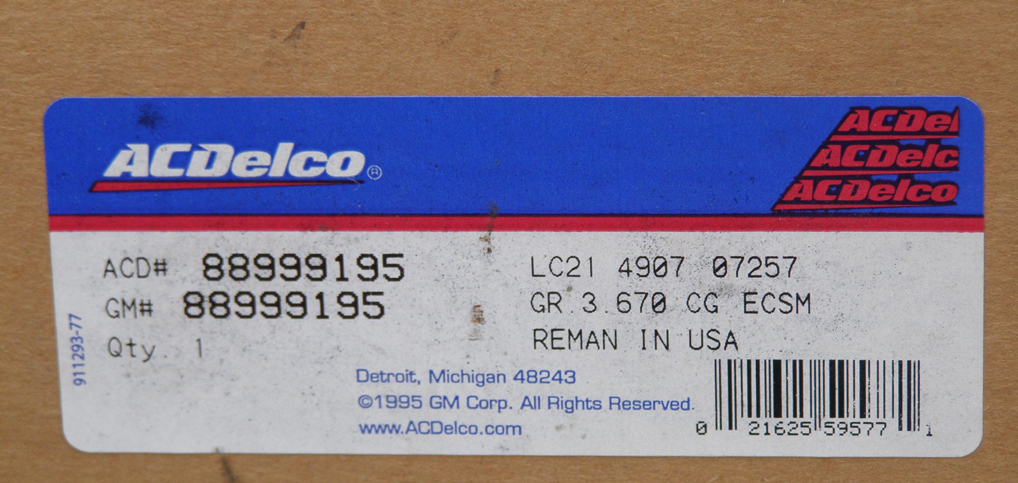 ACDelco®
ACDel
ACDelc
ACDelco
ACD# 88999195
GM# 88999195
Qty. 1
LC21 4907 07257
GR 3.670 CG ECSM
REMAN IN USA
911293-77
Detroit, Michigan 48243
©1995 GM Corp. All Rights Reserved.
www.ACDelco.com
0 21625 59577 1